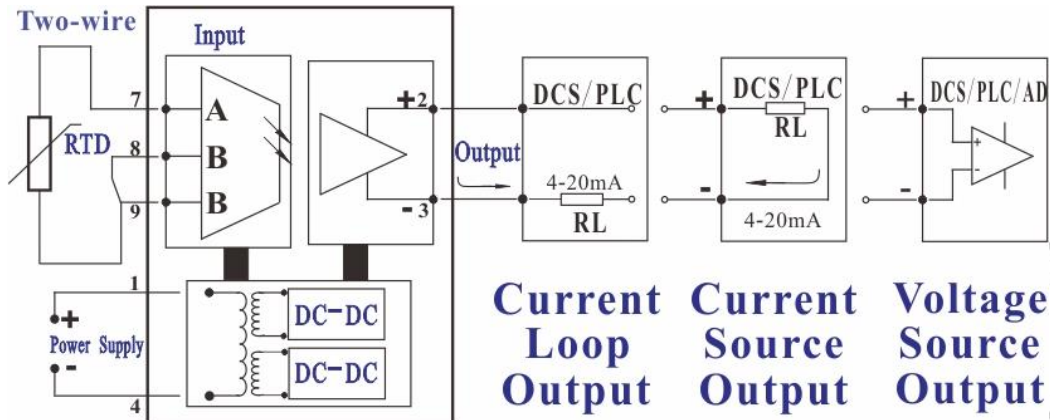 Two-wire
Input
7
A
RTD
8
B
9
B
+2
-3
Output
DCS/PLC
4-20mA
RL
+
DCS/PLC
RL
-
4-20mA
+
DCS/PLC/AD
+
-
-
1
+
Power Supply
-
4
DC-DC
DC-DC
Current
Loop
Output
Current
Source
Output
Voltage
Source
Output